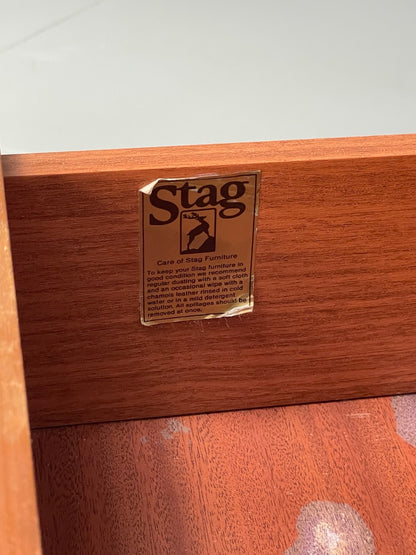 Stag
Care of Stag Furniture
To keep your Stag furniture in
good condition we recommend
regular dusting with a soft cloth
and an occasional wipe with a
chamois leather rinsed in cold
water or in a mild detergent
solution. All spillages should be
removed at once.